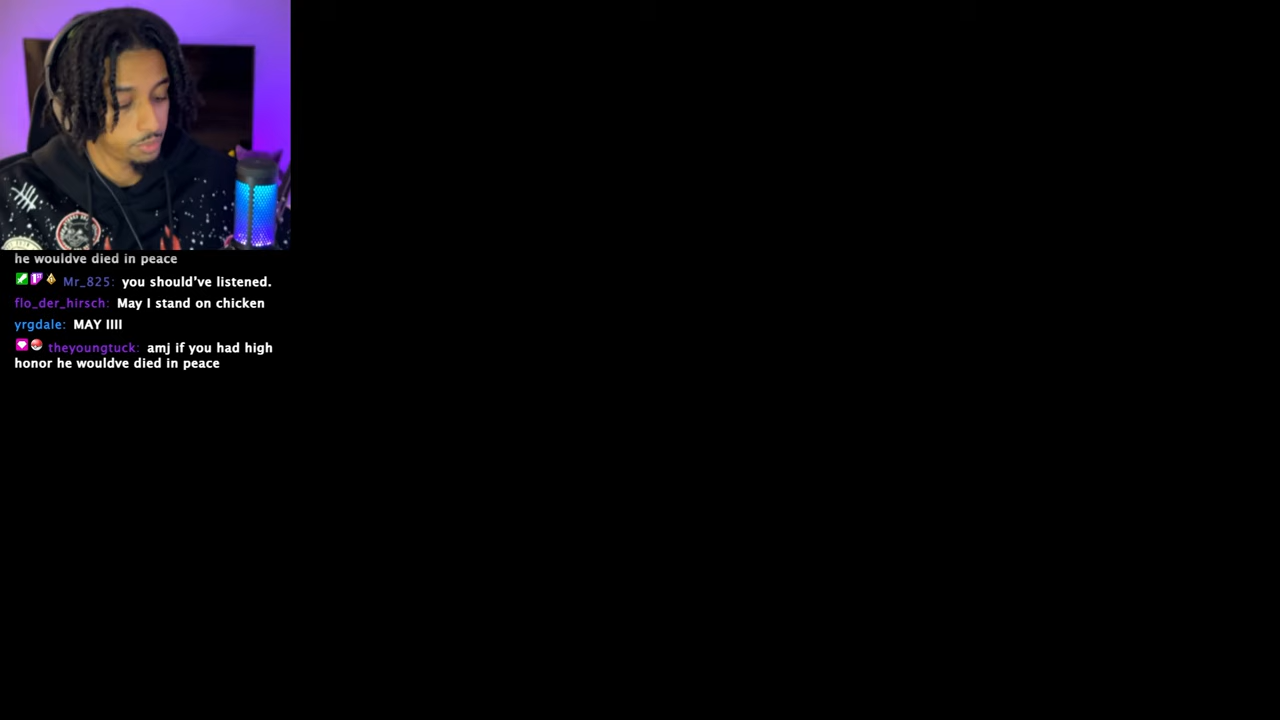 he wouldve died in peace
Mr_825: you should've listened.
flo_der_hirsch: May I stand on chicken
yrgdale: MAY IIII
theyoungtuck: amj if you had high
honor he wouldve died in peace